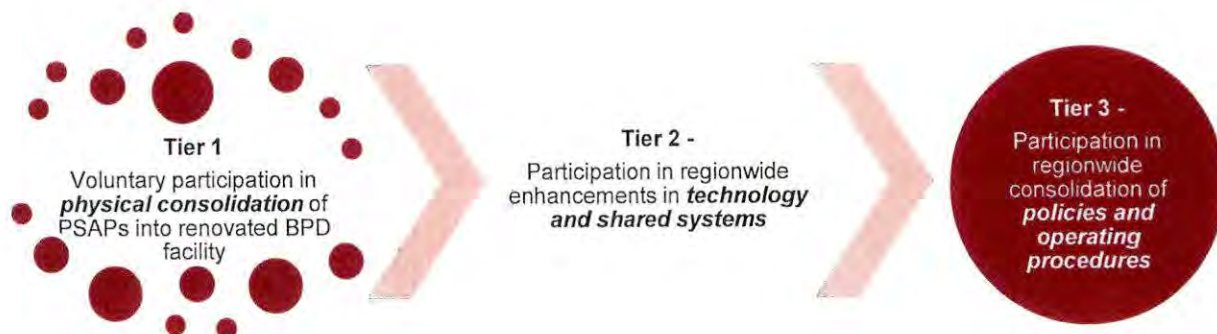 Tier 1
Voluntary participation in
physical consolidation of
PSAPs into renovated BPD
facility
Tier 2 -
Participation in regionwide
enhancements in technology
and shared systems
Tier 3 -
Participation in
regionwide
consolidation of
policies and
operating
procedures